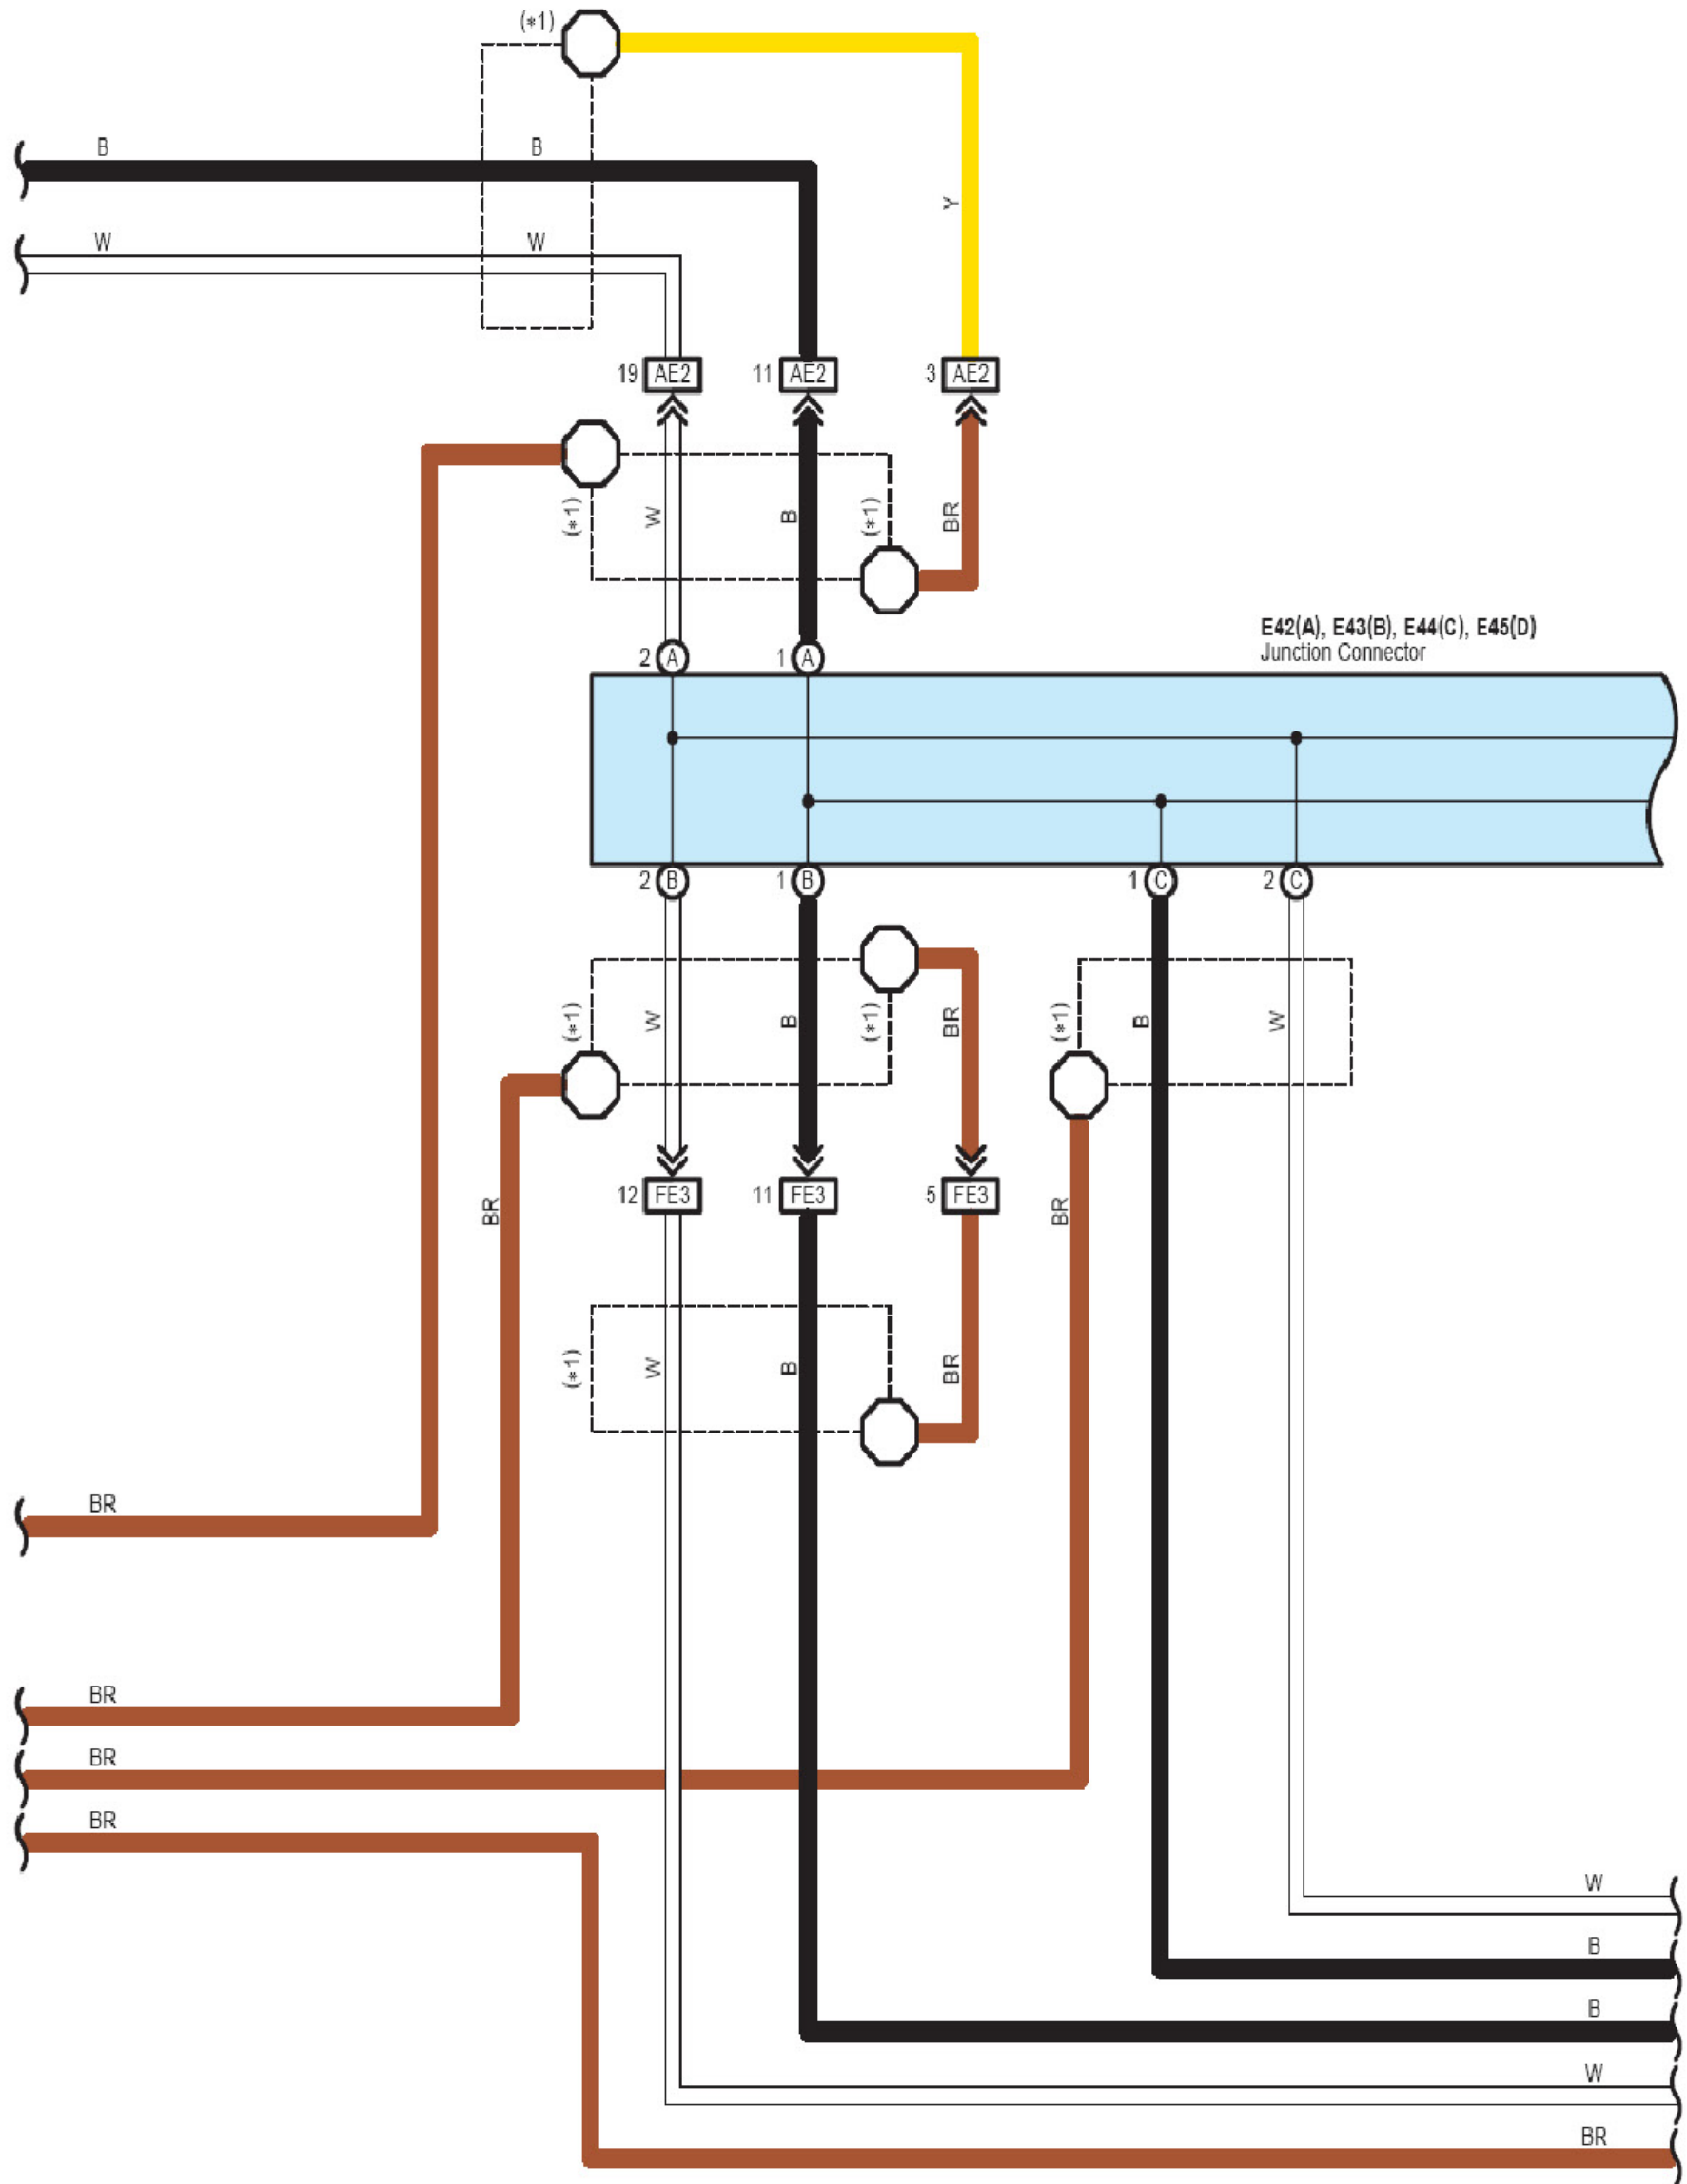 (*1)
B B
Y
W W
19 AE2 11 AE2 3 AE2
(*1) W B (*1) BR
E42(A), E43(B), E44(C), E45(D)
Junction Connector
2 A 1 A
2 B 1 B 1 C 2 C
(*1) W B (*1) BR (*1) B W
12 FE3 11 FE3 5 FE3
BR BR
(*1) W B BR
BR
BR
BR
BR
W
B
B
W
BR